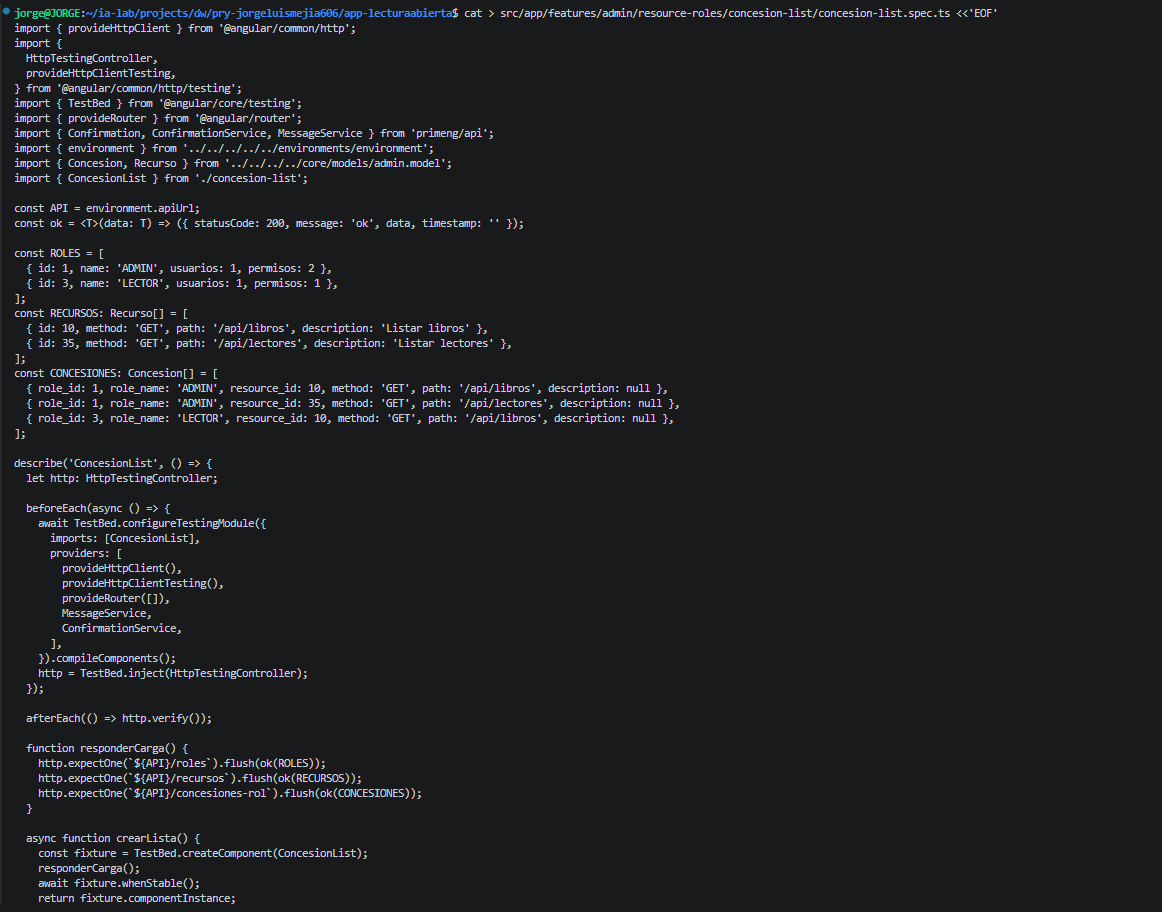 jorge@JORGE:~/ia-lab/projects/dw/pry-jorgeluismejia606/app-lecturaabierta$ cat > src/app/features/admin/resource-roles/concesion-list/concesion-list.spec.ts <<'EOF'
import { provideHttpClient } from '@angular/common/http';
import {
  HttpTestingController,
  provideHttpClientTesting,
} from '@angular/common/http/testing';
import { TestBed } from '@angular/core/testing';
import { provideRouter } from '@angular/router';
import { Confirmation, ConfirmationService, MessageService } from 'primeng/api';
import { environment } from '../../../../../environments/environment';
import { Concesion, Recurso } from '../../../../core/models/admin.model';
import { ConcesionList } from './concesion-list';

const API = environment.apiUrl;
const ok = <T>(data: T) => ({ statusCode: 200, message: 'ok', data, timestamp: '' });

const ROLES = [
  { id: 1, name: 'ADMIN', usuarios: 1, permisos: 2 },
  { id: 3, name: 'LECTOR', usuarios: 1, permisos: 1 },
];
const RECURSOS: Recurso[] = [
  { id: 10, method: 'GET', path: '/api/libros', description: 'Listar libros' },
  { id: 35, method: 'GET', path: '/api/lectores', description: 'Listar lectores' },
];
const CONCESIONES: Concesion[] = [
  { role_id: 1, role_name: 'ADMIN', resource_id: 10, method: 'GET', path: '/api/libros', description: null },
  { role_id: 1, role_name: 'ADMIN', resource_id: 35, method: 'GET', path: '/api/lectores', description: null },
  { role_id: 3, role_name: 'LECTOR', resource_id: 10, method: 'GET', path: '/api/libros', description: null },
];

describe('ConcesionList', () => {
  let http: HttpTestingController;

  beforeEach(async () => {
    await TestBed.configureTestingModule({
      imports: [ConcesionList],
      providers: [
        provideHttpClient(),
        provideHttpClientTesting(),
        provideRouter([]),
        MessageService,
        ConfirmationService,
      ],
    }).compileComponents();
    http = TestBed.inject(HttpTestingController);
  });

  afterEach(() => http.verify());

  function responderCarga() {
    http.expectOne(`${API}/roles`).flush(ok(ROLES));
    http.expectOne(`${API}/recursos`).flush(ok(RECURSOS));
    http.expectOne(`${API}/concesiones-rol`).flush(ok(CONCESIONES));
  }

  async function crearLista() {
    const fixture = TestBed.createComponent(ConcesionList);
    responderCarga();
    await fixture.whenStable();
    return fixture.componentInstance;